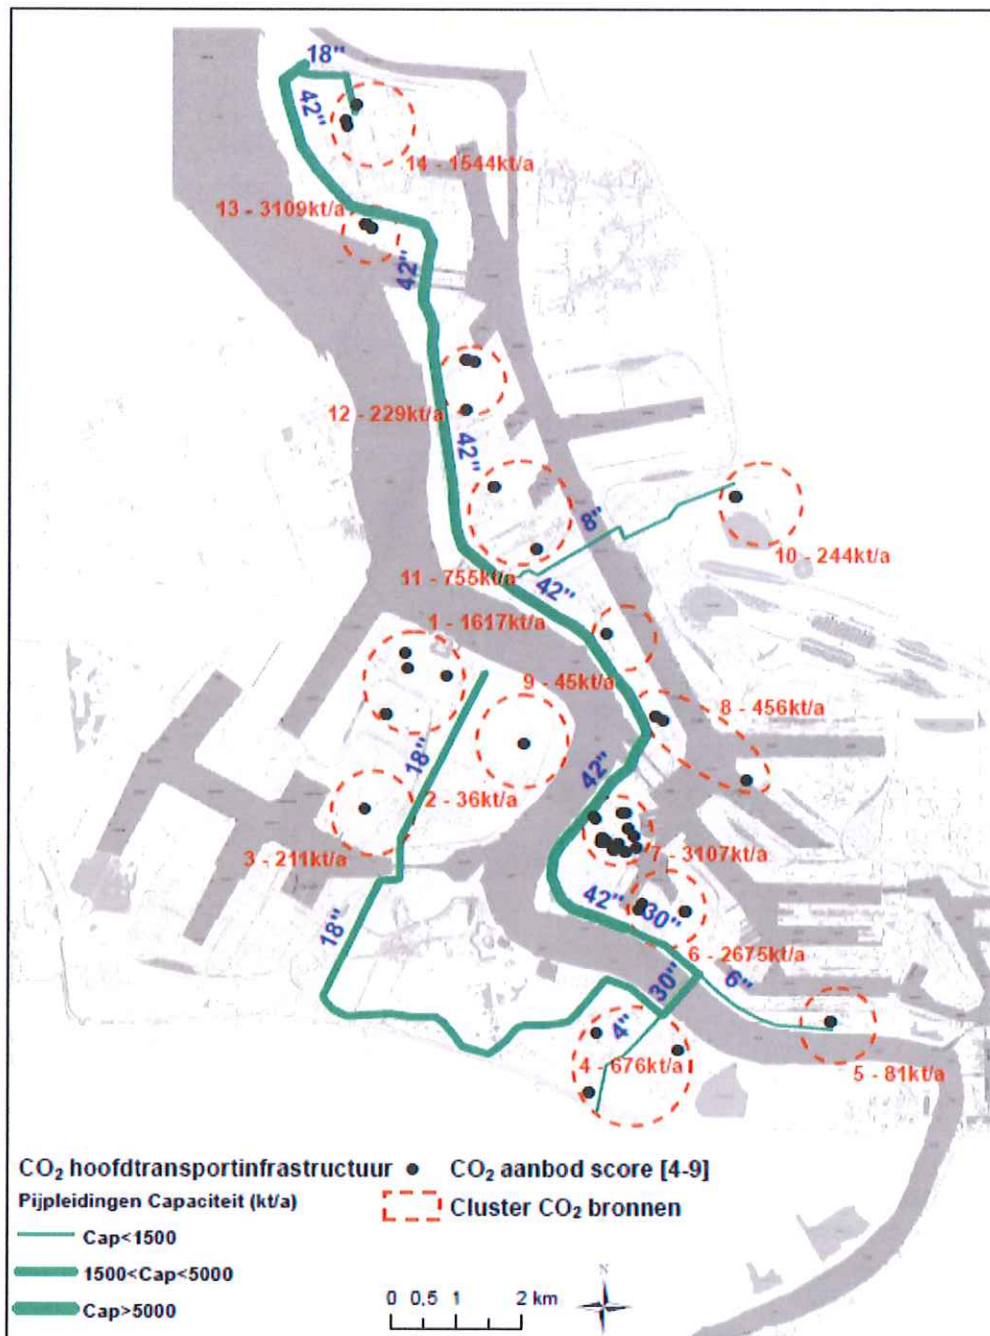 18"
42"
14 - 1544kt/a
13 - 3109kt/a
42"
12 - 229kt/a
42"
8"
10 - 244kt/a
11 - 755kt/a
42"
1 - 1617kt/a
9 - 45kt/a
8 - 456kt/a
18"
42"
2 - 36kt/a
3 - 211kt/a
7 - 3107kt/a
42"
30"
18"
6 - 2675kt/a
30"
6"
4"
4 - 676kt/a
5 - 81kt/a
CO₂ hoofdtransportinfrastructuur
CO₂ aanbod score [4-9]
Pijpleidingen Capaciteit (kt/a)
Cluster CO₂ bronnen
Cap<1500
1500<Cap<5000
Cap>5000
N
0 0,5 1 2 km